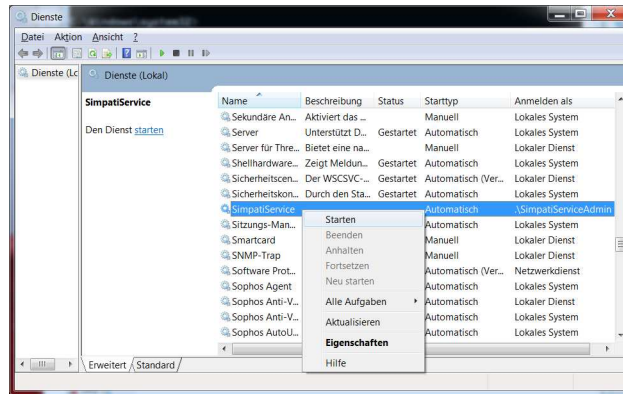 Dienste
Datei Aktion Ansicht ?
Dienste (Lc
Dienste (Lokal)
SimpatiService
Den Dienst starten
Name Beschreibung Status Starttyp Anmelden als
Sekundäre An... Aktiviert das ... Manuell Lokales System
Server Unterstützt D... Gestartet Automatisch Lokales System
Server für Thre... Bietet eine na... Manuell Lokaler Dienst
Shellhardware... Zeigt Meldun... Gestartet Automatisch Lokales System
Sicherheitscen... Der WSCSVC-... Gestartet Automatisch (Ver... Lokaler Dienst
Sicherheitskon... Durch den Sta... Gestartet Automatisch Lokales System
SimpatiService Automatisch .\SimpatiServiceAdmin
Sitzungs-Man... Automatisch Lokales System
Smartcard Manuell Lokaler Dienst
SNMP-Trap Manuell Lokaler Dienst
Software Prot... Automatisch (Ver... Netzwerkdienst
Sophos Agent Automatisch Lokales System
Sophos Anti-V... Automatisch Lokaler Dienst
Sophos Anti-V... Automatisch Lokales System
Sophos AutoU... Automatisch Lokales System
Starten
Beenden
Anhalten
Fortsetzen
Neu starten
Alle Aufgaben
Aktualisieren
Eigenschaften
Hilfe
Erweitert Standard